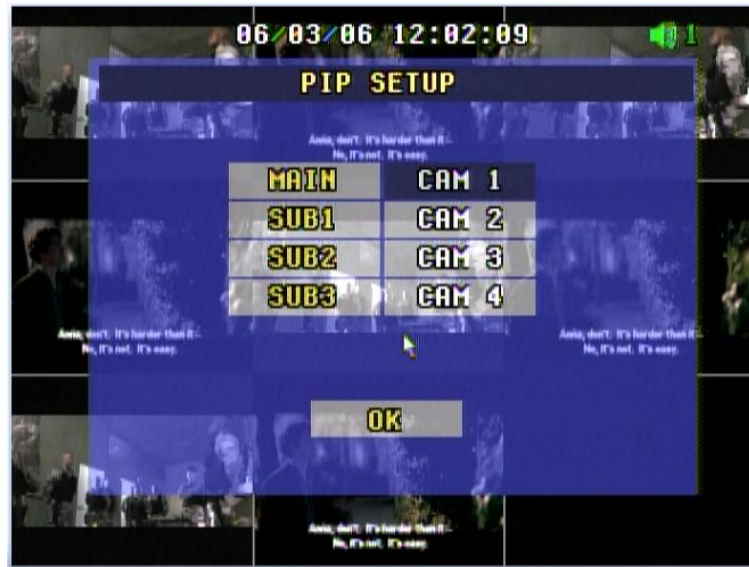 06/03/06 12:02:09 1
PIP SETUP
Anna, don't. It's harder than it--
No, It's not. It's easy.
MAIN CAM 1
SUB1 CAM 2
SUB2 CAM 3
SUB3 CAM 4
Anna, don't. It's harder than it--
No, It's not. It's easy.
Anna, don't. It's harder than it--
No, It's not. It's easy.
OK
Anna, don't. It's harder than it--
No, It's not. It's easy.